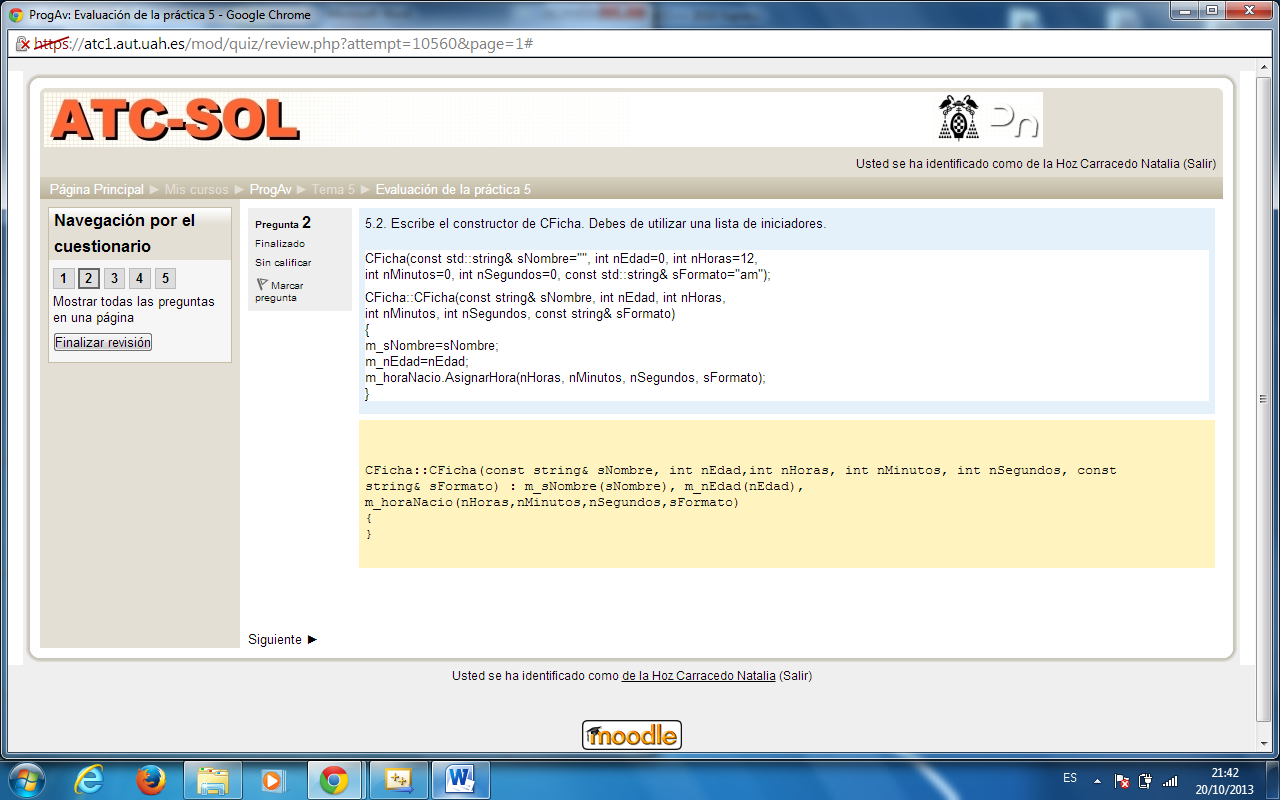 ProgAv: Evaluación de la práctica 5 - Google Chrome
https://atc1.aut.uah.es/mod/quiz/review.php?attempt=10560&page=1#
ATC-SOL
Usted se ha identificado como de la Hoz Carracedo Natalia (Salir)
Página Principal ► Mis cursos ► ProgAv ► Tema 5 ► Evaluación de la práctica 5
Navegación por el
cuestionario
1 2 3 4 5
Mostrar todas las preguntas
en una página
Finalizar revisión
Pregunta 2
Finalizado
Sin calificar
Marcar
pregunta
5.2. Escribe el constructor de CFicha. Debes de utilizar una lista de iniciadores.
CFicha(const std::string& sNombre="", int nEdad=0, int nHoras=12,
int nMinutos=0, int nSegundos=0, const std::string& sFormato="am");
CFicha::CFicha(const string& sNombre, int nEdad, int nHoras,
int nMinutos, int nSegundos, const string& sFormato)
{
m_sNombre=sNombre;
m_nEdad=nEdad;
m_horaNacio.AsignarHora(nHoras, nMinutos, nSegundos, sFormato);
}
CFicha::CFicha(const string& sNombre, int nEdad,int nHoras, int nMinutos, int nSegundos, const
string& sFormato) : m_sNombre(sNombre), m_nEdad(nEdad),
m_horaNacio(nHoras,nMinutos,nSegundos,sFormato)
{
}
Siguiente ►
Usted se ha identificado como de la Hoz Carracedo Natalia (Salir)
moodle
ES
21:42
20/10/2013